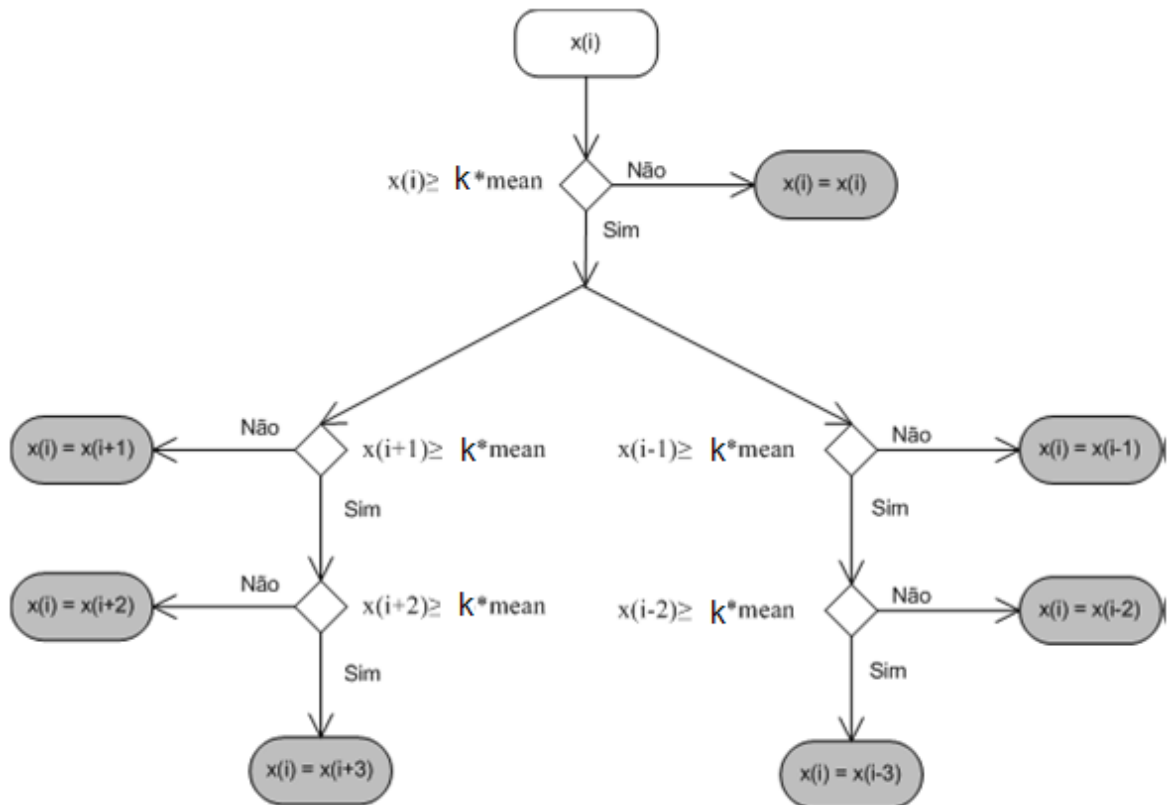 x(i)
x(i)≥ k*mean
Não
x(i) = x(i)
Sim
Não
x(i) = x(i+1)
x(i+1)≥ k*mean
x(i-1)≥ k*mean
Não
x(i) = x(i-1)
Sim
Sim
Não
x(i) = x(i+2)
x(i+2)≥ k*mean
x(i-2)≥ k*mean
Não
x(i) = x(i-2)
Sim
Sim
x(i) = x(i+3)
x(i) = x(i-3)